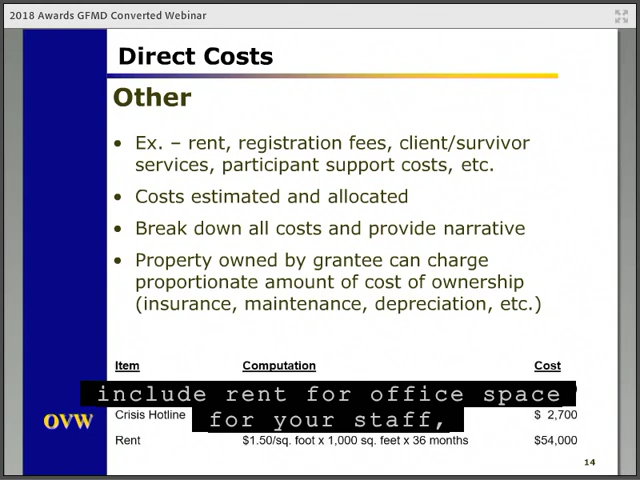 2018 Awards GFMD Converted Webinar
Direct Costs
Other
• Ex. – rent, registration fees, client/survivor
services, participant support costs, etc.
• Costs estimated and allocated
• Break down all costs and provide narrative
• Property owned by grantee can charge
proportionate amount of cost of ownership
(insurance, maintenance, depreciation, etc.)
Item Computation Cost
include rent for office space
for your staff,
Crisis Hotline $ 2,700
Rent $1.50/sq. foot x 1,000 sq. feet x 36 months $54,000
OVW
14